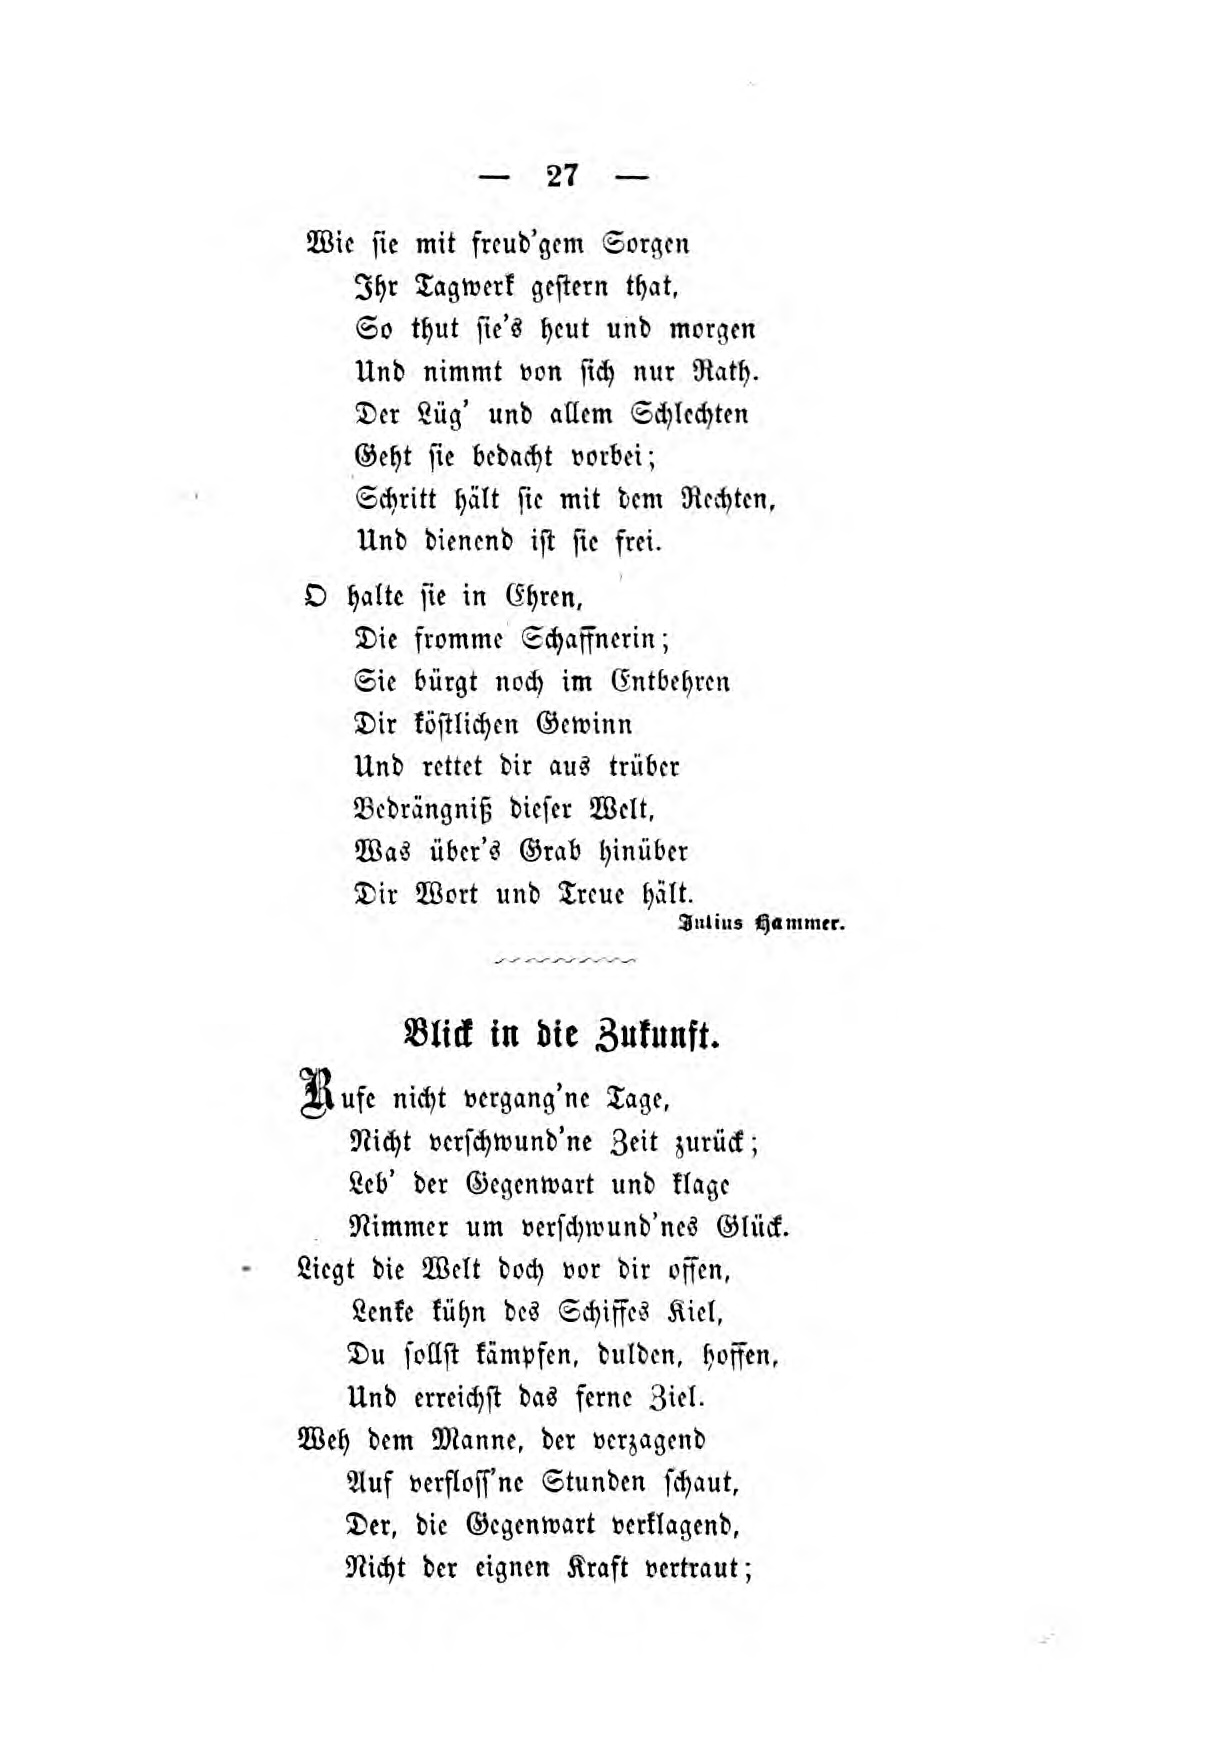 — 27 —
Wie sie mit freud'gem Sorgen
Ihr Tagwerk gestern that,
So thut sie's heut und morgen
Und nimmt von sich nur Rath.
Der Lüg' und allem Schlechten
Geht sie bedacht vorbei;
Schritt hält sie mit dem Rechten,
Und dienend ist sie frei.
O halte sie in Ehren,
Die fromme Schaffnerin;
Sie bürgt noch im Entbehren
Dir köstlichen Gewinn
Und rettet dir aus trüber
Bedrängniß dieser Welt,
Was über's Grab hinüber
Dir Wort und Treue hält.
Julius Hammer.
Blick in die Zukunft.
Rufe nicht vergang'ne Tage,
Nicht verschwund'ne Zeit zurück;
Leb' der Gegenwart und klage
Nimmer um verschwund'nes Glück.
Liegt die Welt doch vor dir offen,
Lenke kühn des Schiffes Kiel,
Du sollst kämpfen, dulden, hoffen,
Und erreichst das ferne Ziel.
Weh dem Manne, der verzagend
Auf verfloss'ne Stunden schaut,
Der, die Gegenwart verklagend,
Nicht der eignen Kraft vertraut;